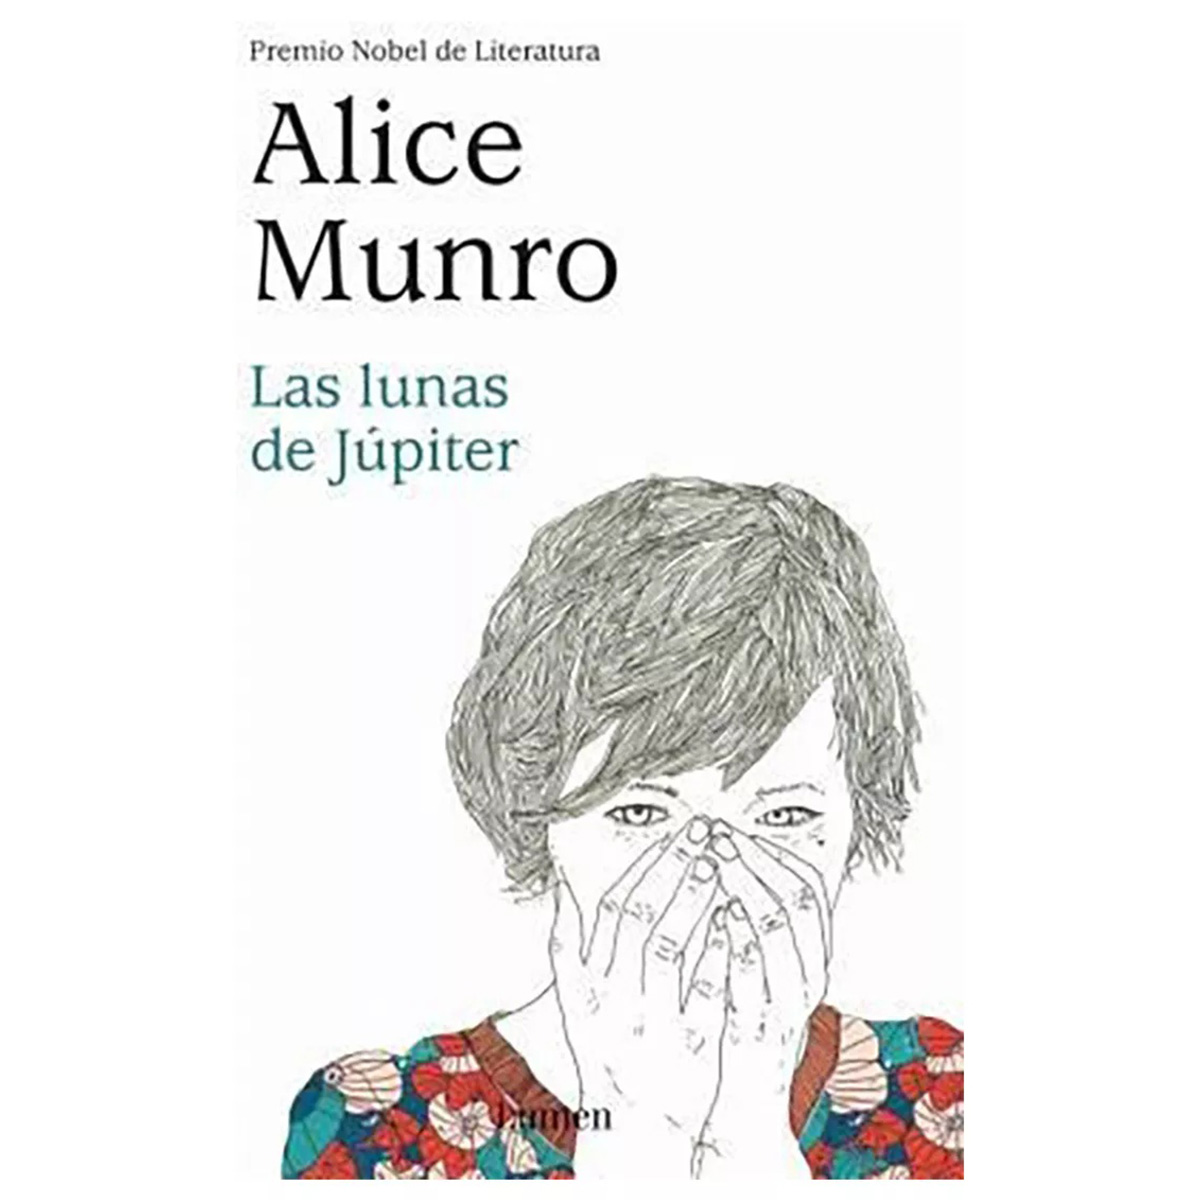 Premio Nobel de Literatura
Alice
Munro
Las lunas
de Júpiter
Lumen